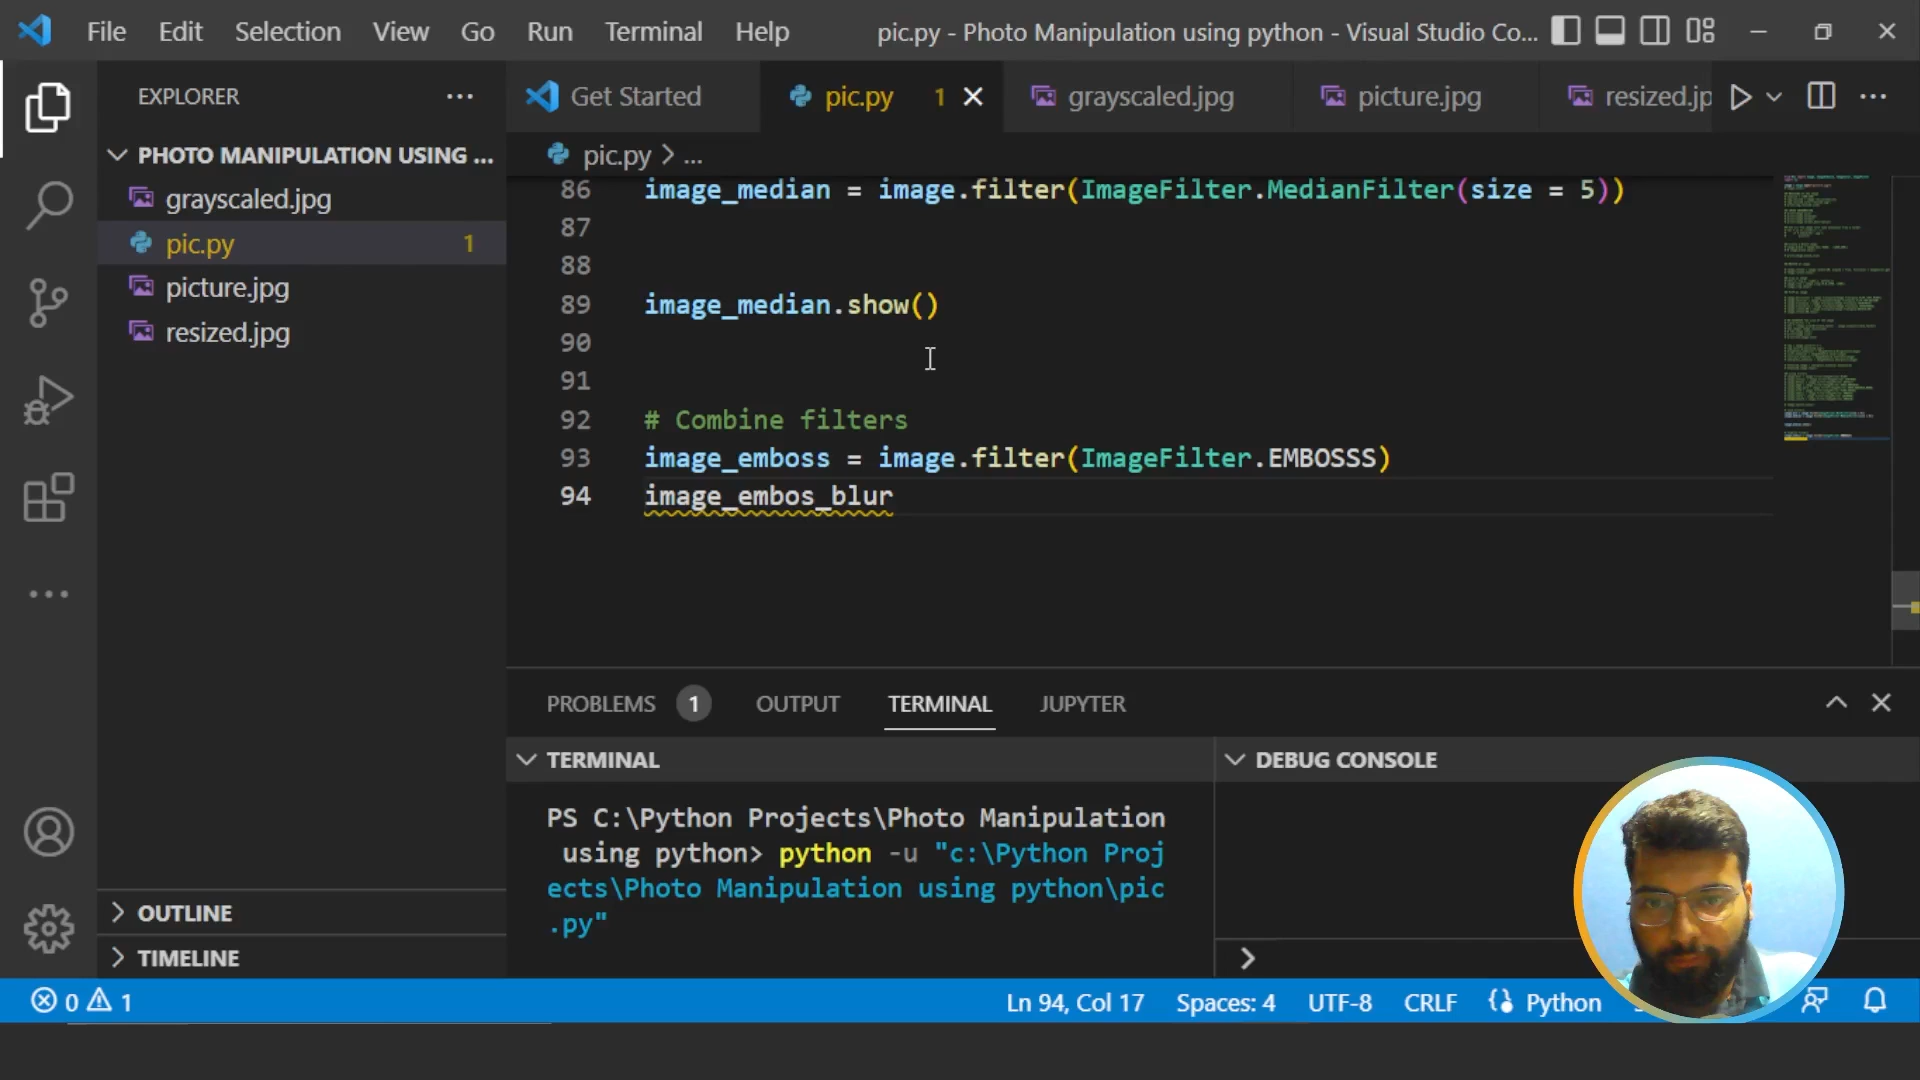 File Edit Selection View Go Run Terminal Help pic.py - Photo Manipulation using python - Visual Studio Co...
EXPLORER
PHOTO MANIPULATION USING ...
grayscaled.jpg
pic.py 1
picture.jpg
resized.jpg
OUTLINE
TIMELINE
Get Started pic.py 1 grayscaled.jpg picture.jpg resized.jp
pic.py > ...
86 image_median = image.filter(ImageFilter.MedianFilter(size = 5))
87
88
89 image_median.show()
90
91
92 # Combine filters
93 image_emboss = image.filter(ImageFilter.EMBOSSS)
94 image_embos_blur
PROBLEMS 1 OUTPUT TERMINAL JUPYTER
TERMINAL
PS C:\Python Projects\Photo Manipulation
using python> python -u "c:\Python Proj
ects\Photo Manipulation using python\pic
.py"
DEBUG CONSOLE
0 1 Ln 94, Col 17 Spaces: 4 UTF-8 CRLF Python